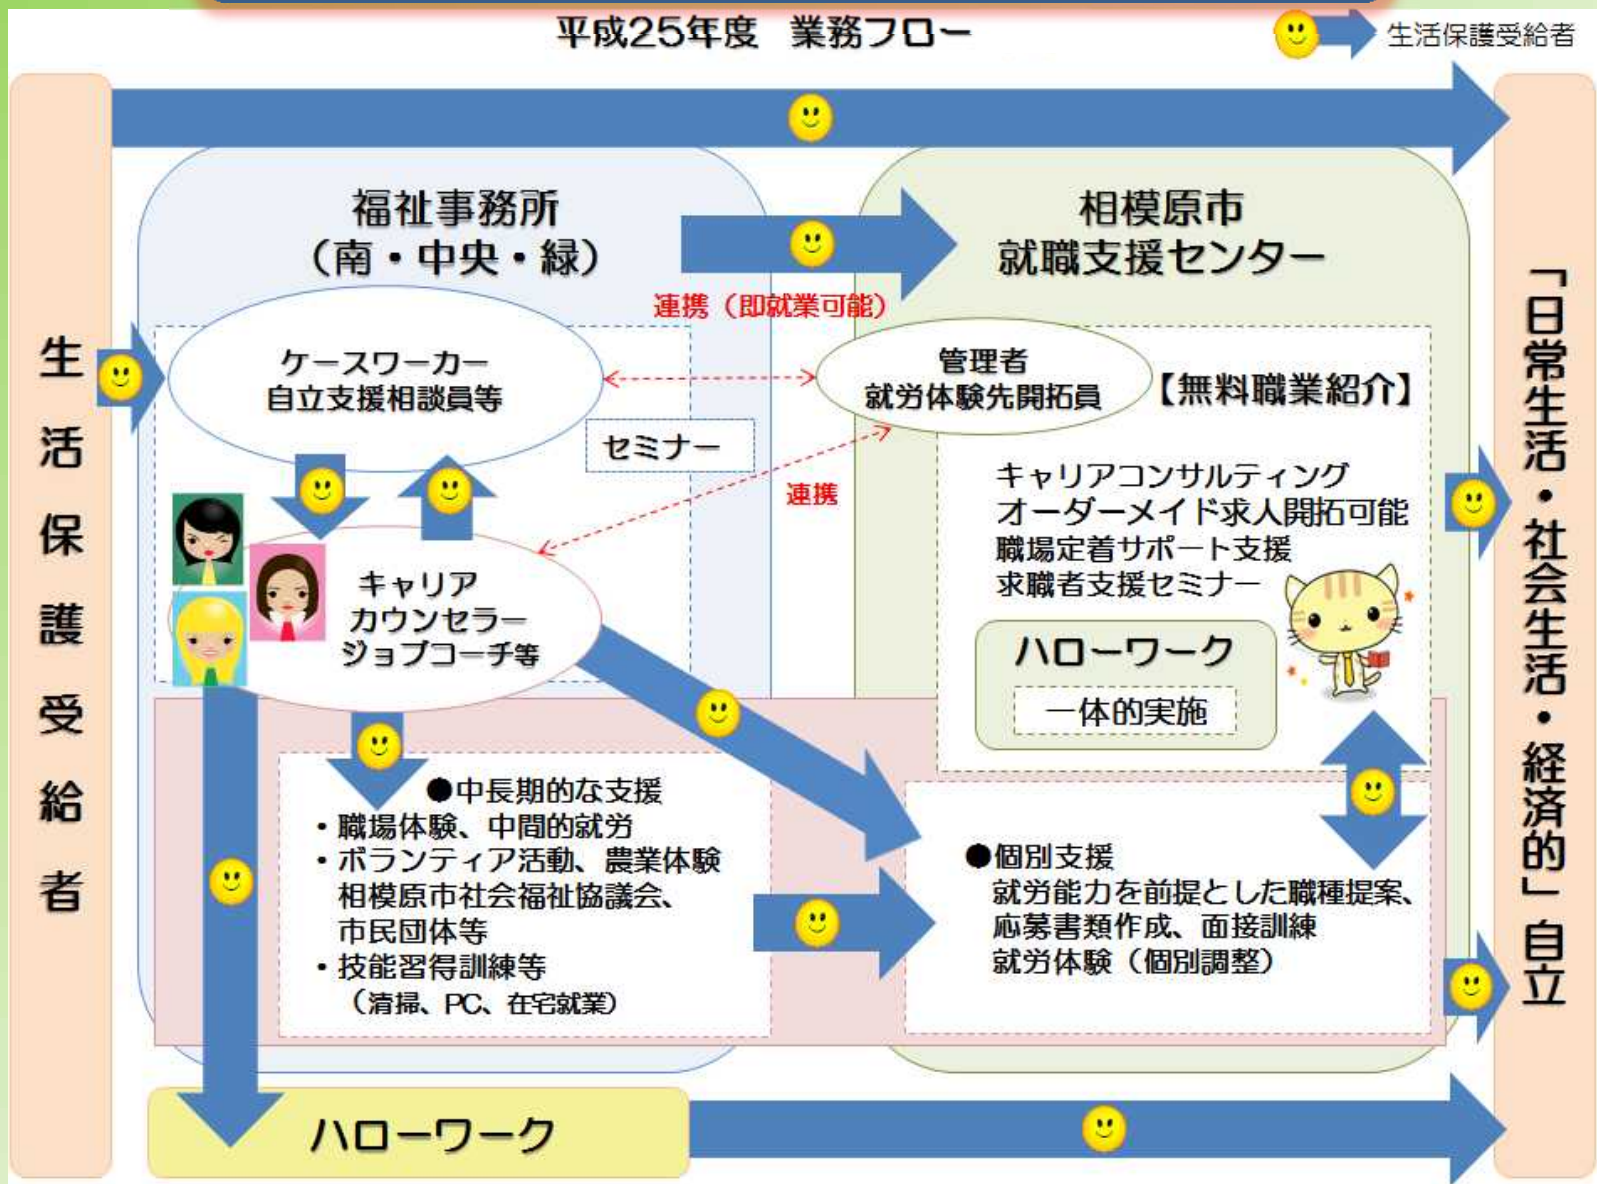 平成25年度 業務フロー
生活保護受給者
生活保護受給者
福祉事務所
（南・中央・緑）
相模原市
就職支援センター
連携（即就業可能）
ケースワーカー
自立支援相談員等
管理者
就労体験先開拓員
【無料職業紹介】
セミナー
連携
キャリアコンサルティング
オーダーメイド求人開拓可能
職場定着サポート支援
求職者支援セミナー
キャリア
カウンセラー
ジョブコーチ等
ハローワーク
一体的実施
●中長期的な支援
・職場体験、中間的就労
・ボランティア活動、農業体験
相模原市社会福祉協議会、
市民団体等
・技能習得訓練等
（清掃、PC、在宅就業）
●個別支援
就労能力を前提とした職種提案、
応募書類作成、面接訓練
就労体験（個別調整）
ハローワーク
「日常生活・社会生活・経済的」自立